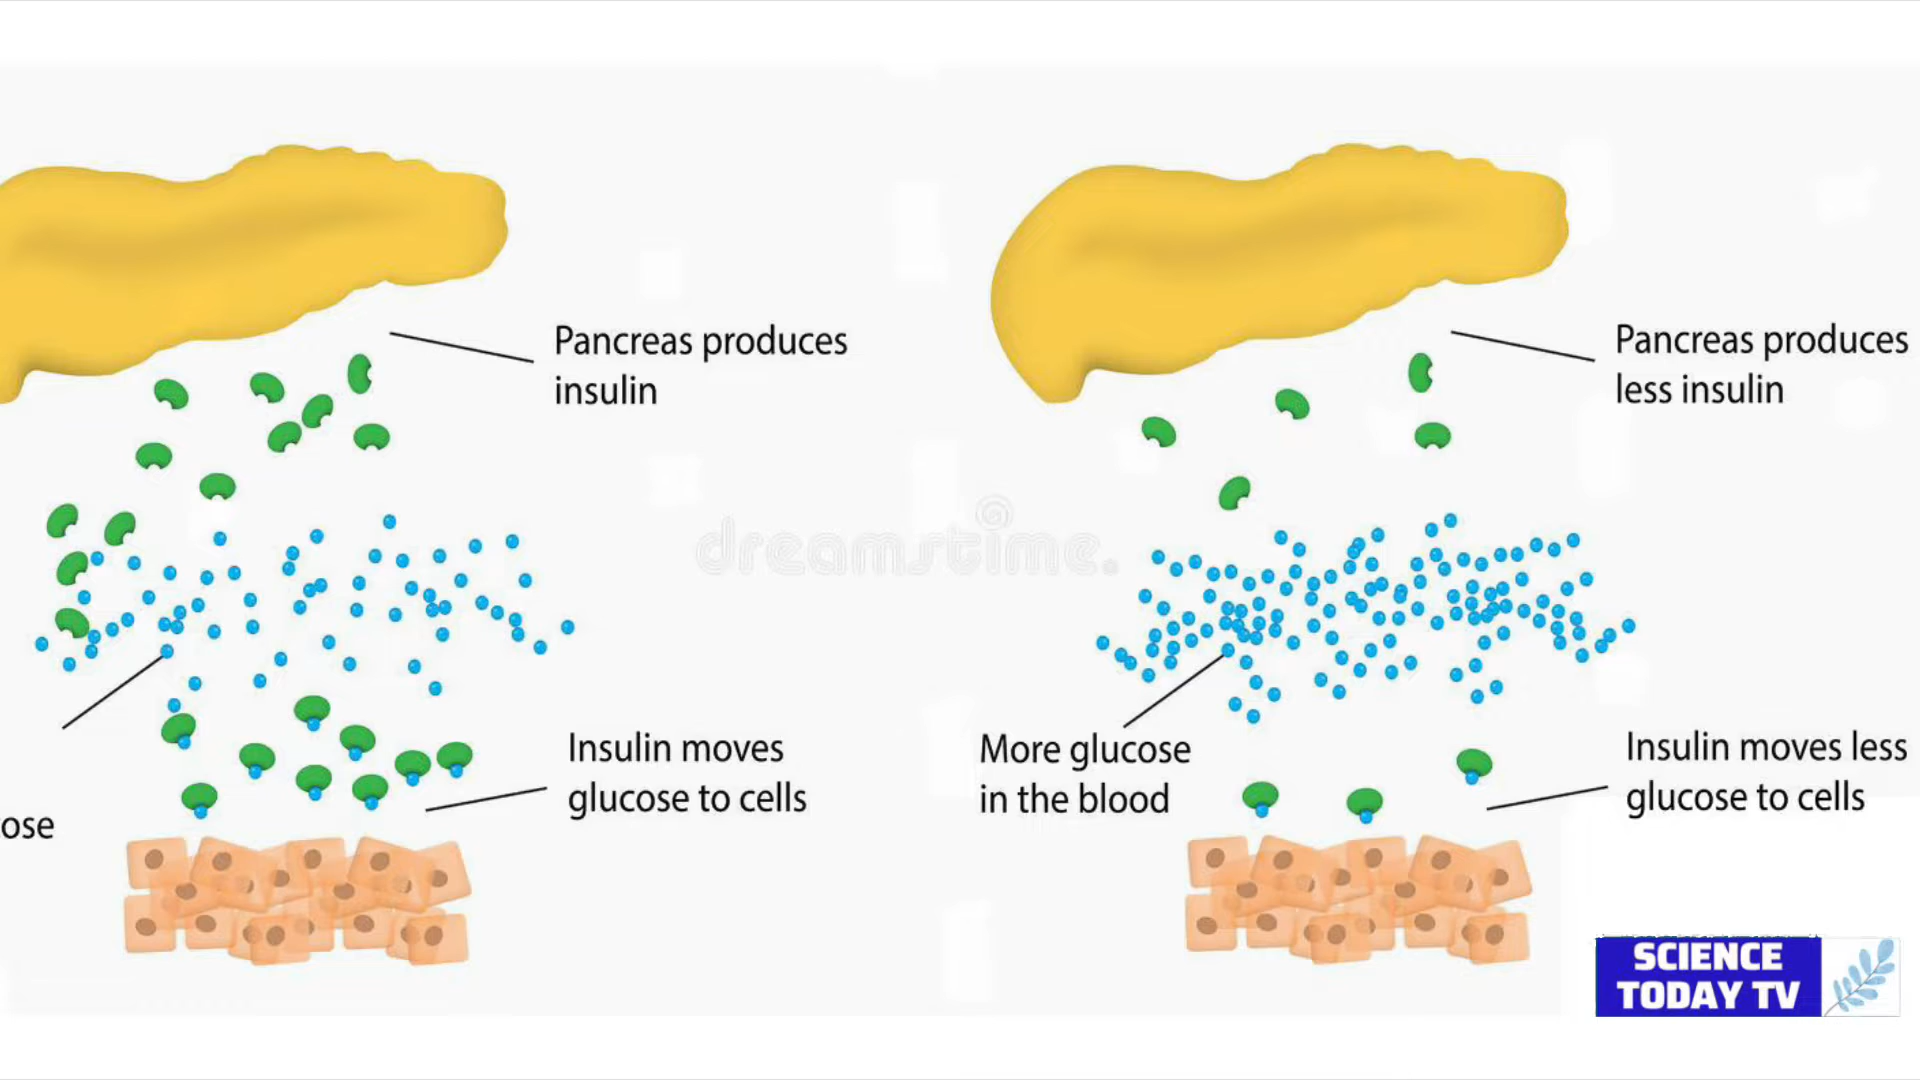 Pancreas produces
insulin
ose
Insulin moves
glucose to cells
Pancreas produces
less insulin
More glucose
in the blood
Insulin moves less
glucose to cells
dreamstime.
SCIENCE
TODAY TV